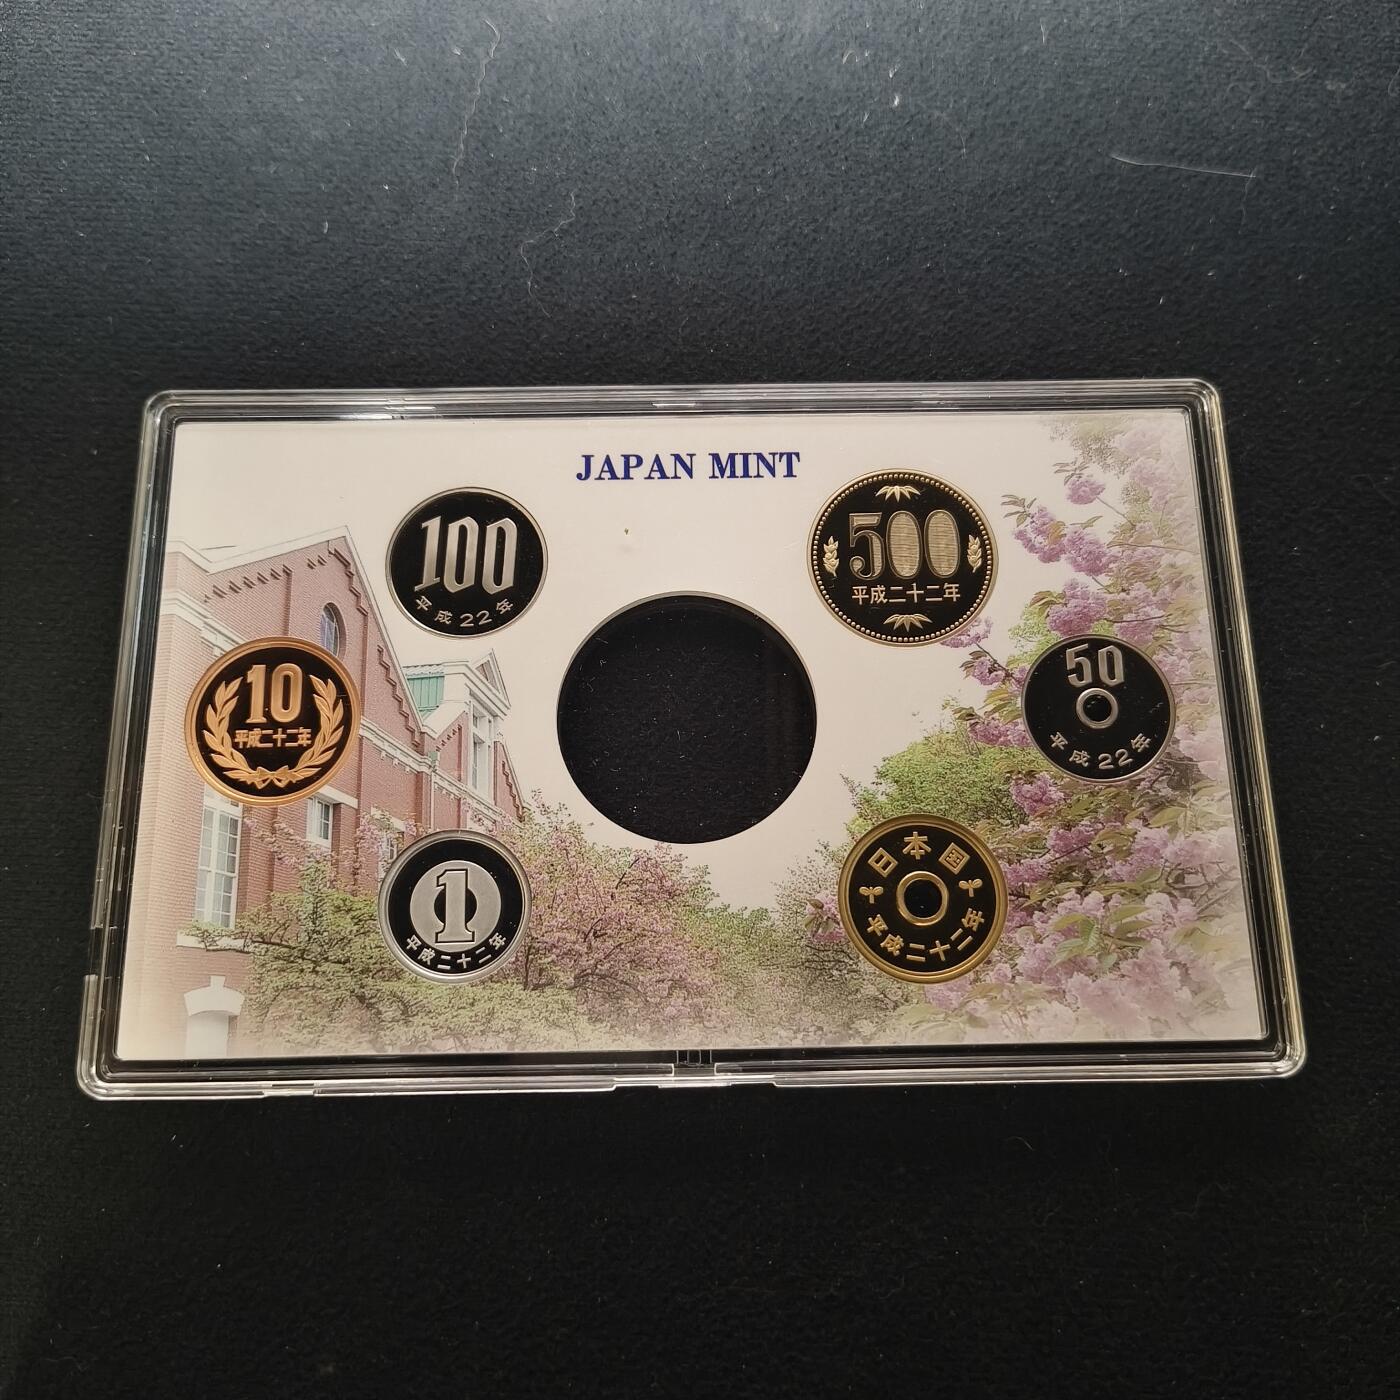 JAPAN MINT
100
平成22年
500
平成二十二年
10
平成二十二年
50
平成22年
1
平成二十二年
日本国
平成二十二年